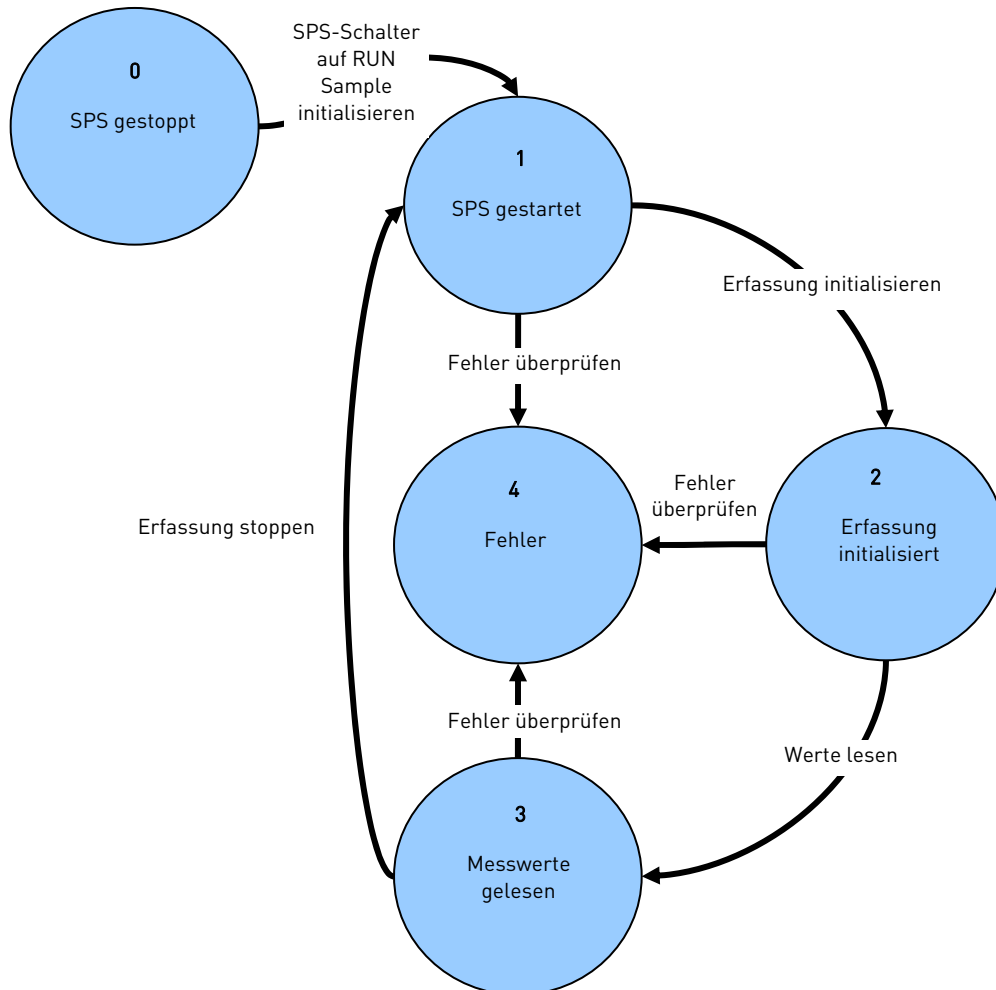 0
SPS gestoppt
SPS-Schalter
auf RUN
Sample
initialisieren
1
SPS gestartet
Erfassung initialisieren
Fehler überprüfen
4
Fehler
Fehler
überprüfen
2
Erfassung
initialisiert
Erfassung stoppen
Fehler überprüfen
Werte lesen
3
Messwerte
gelesen